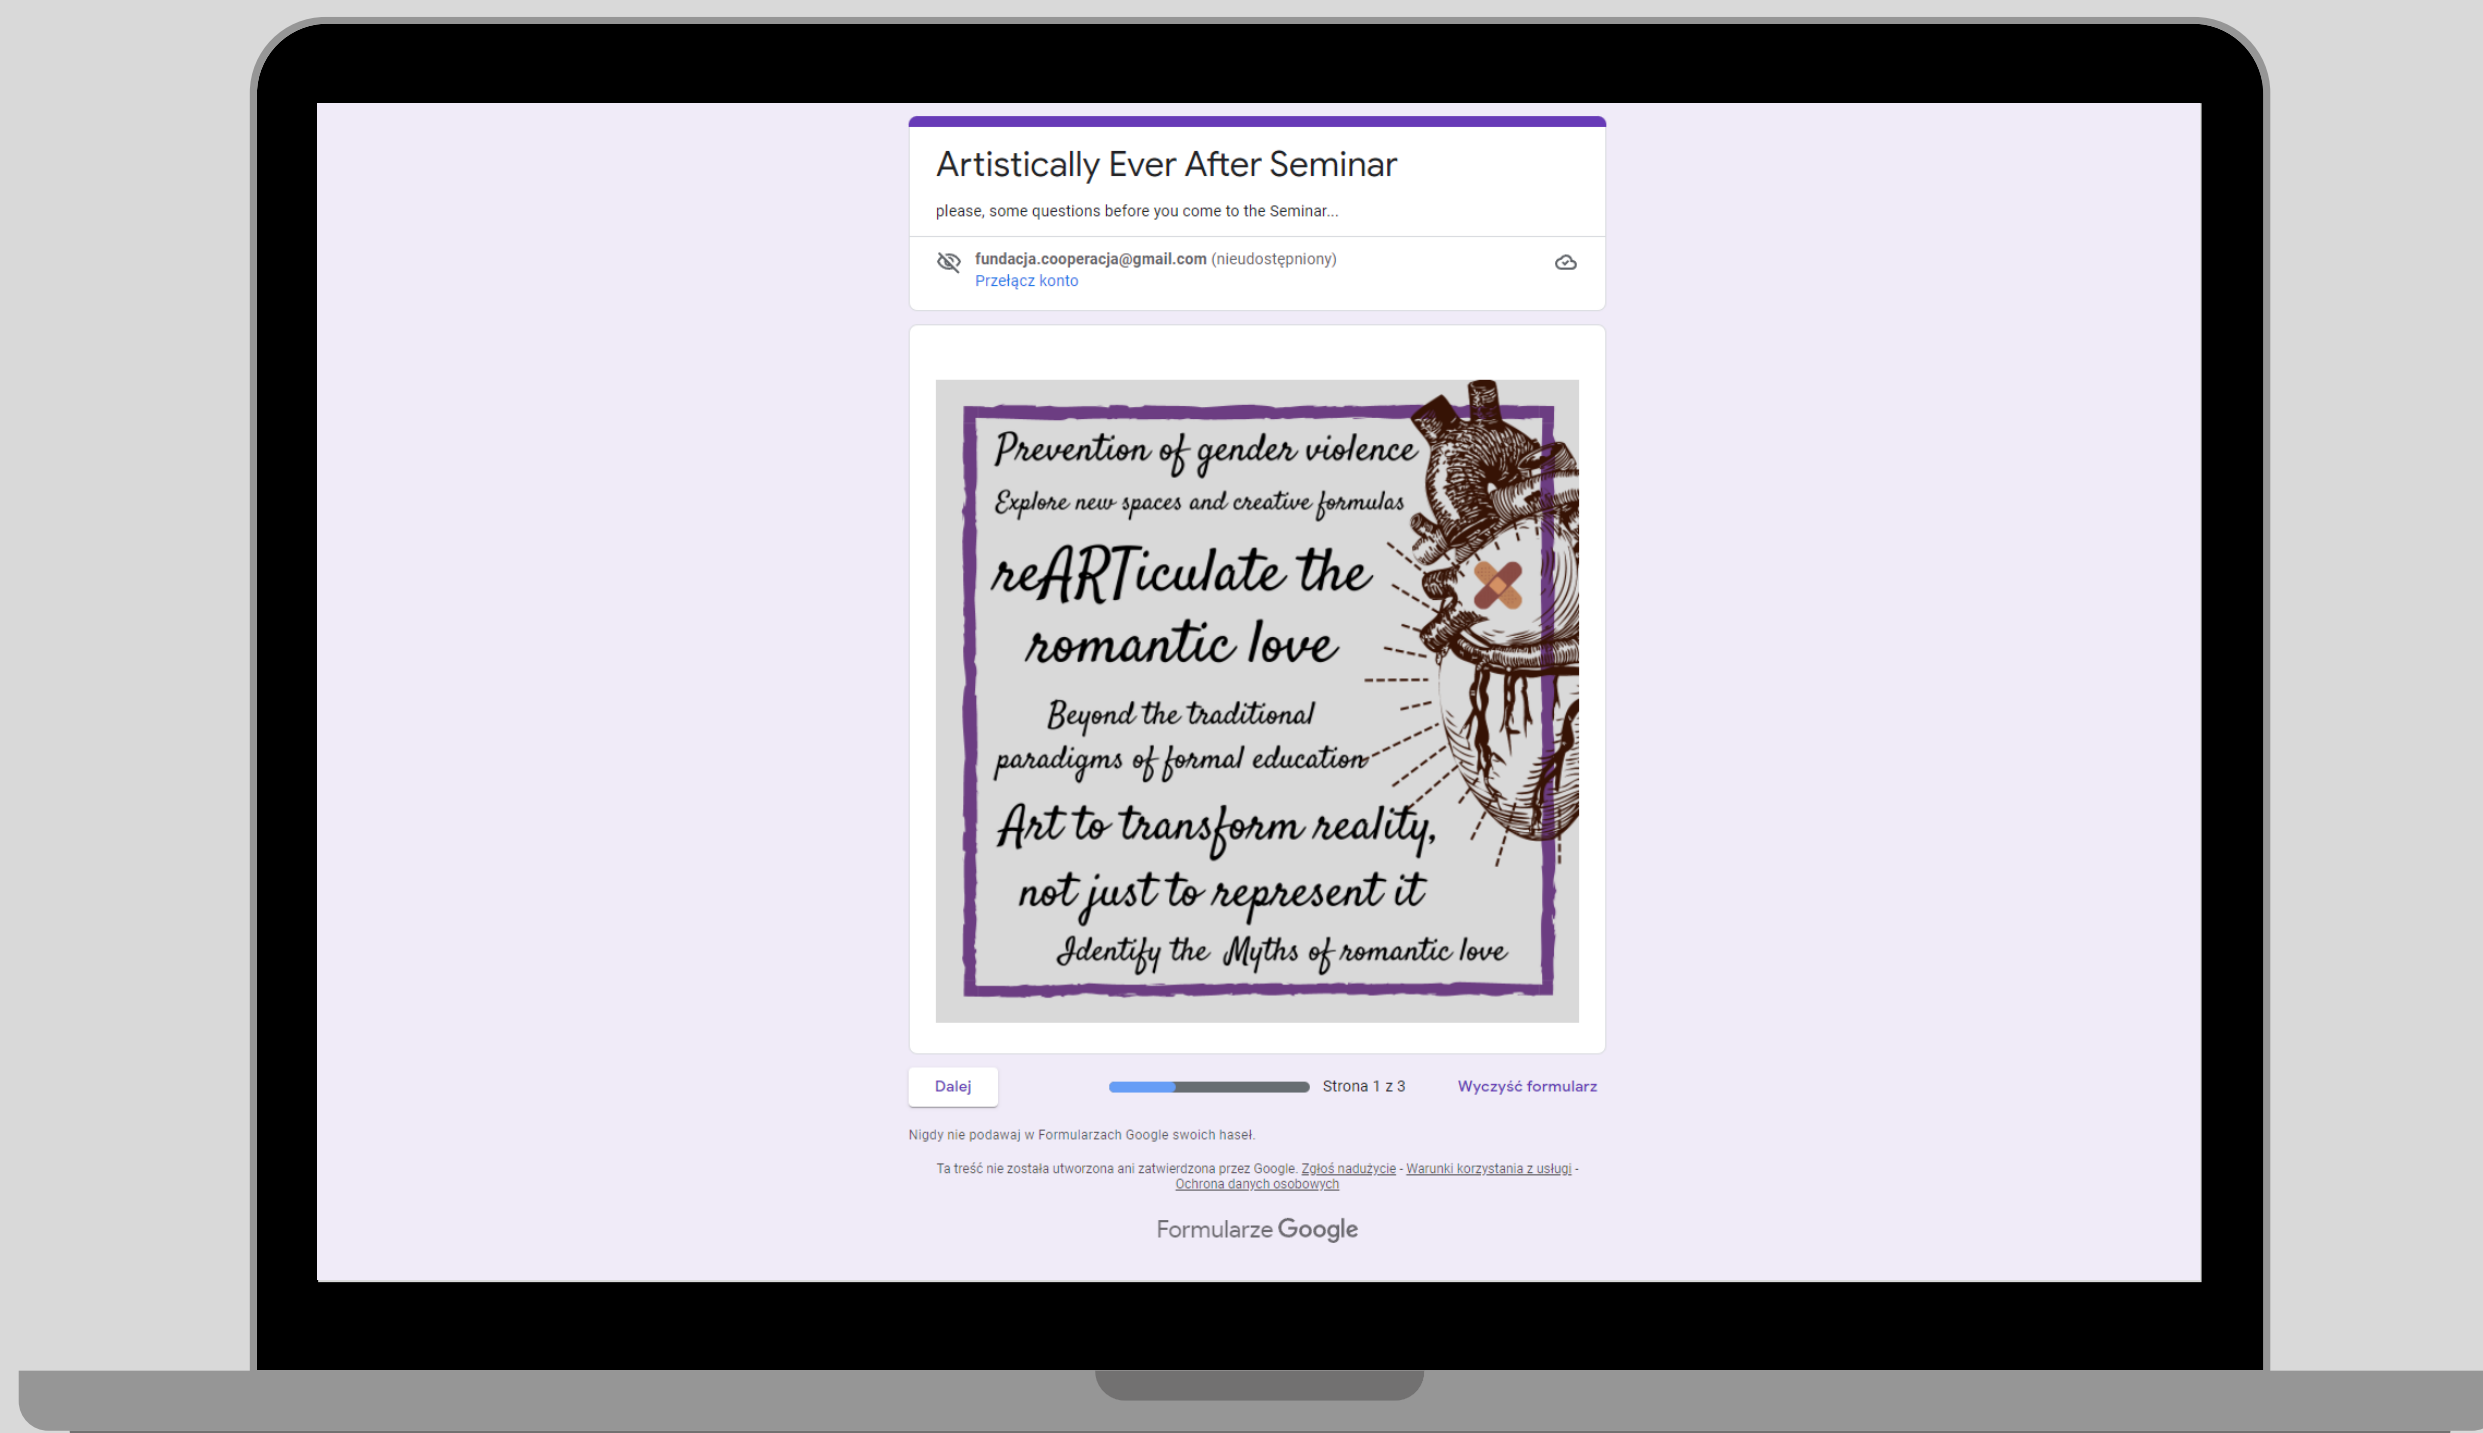 Artistically Ever After Seminar
please, some questions before you come to the Seminar...
fundacja.cooperacja@gmail.com (nieudostępniony)
Przełącz konto
Prevention of gender violence
Explore new spaces and creative formulas
reARTiculate the
romantic love
Beyond the traditional
paradigms of formal education
Art to transform reality,
not just to represent it
Identify the Myths of romantic love
Dalej
Strona 1 z 3
Wyczyść formularz
Nigdy nie podawaj w Formularzach Google swoich haseł.
Ta treść nie została utworzona ani zatwierdzona przez Google. Zgłoś nadużycie - Warunki korzystania z usługi -
Ochrona danych osobowych
Formularze Google